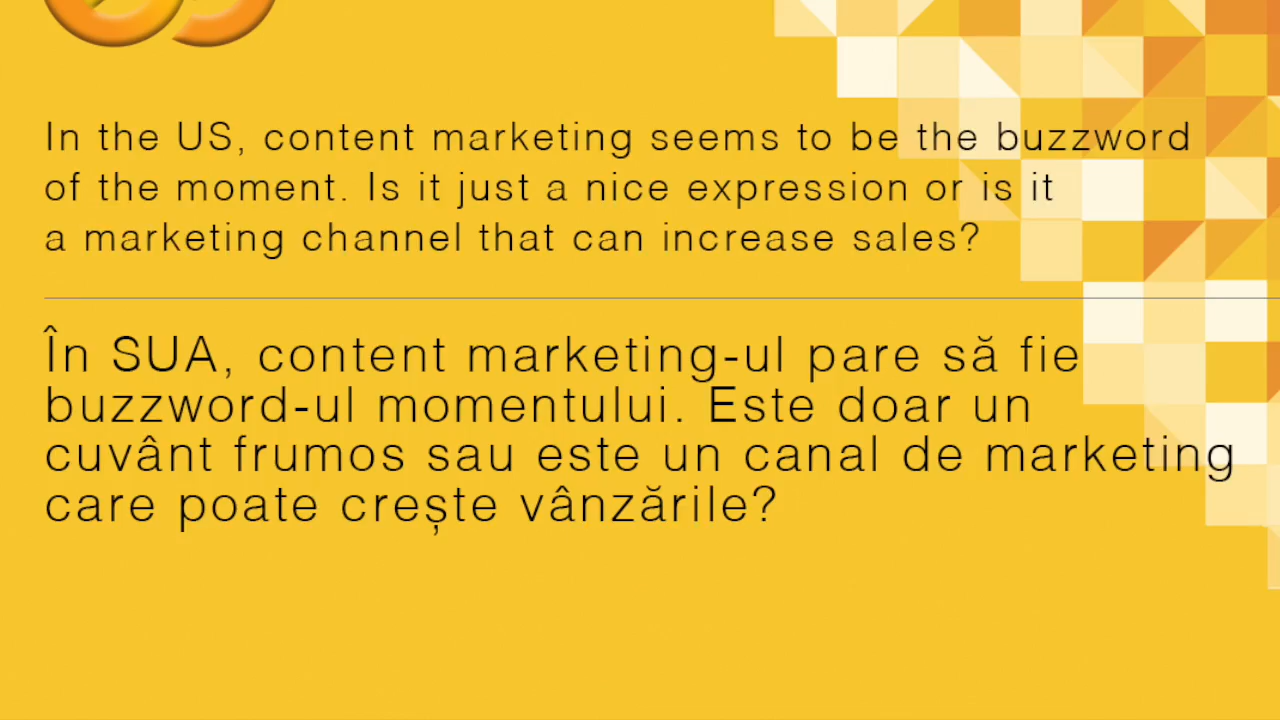 In the US, content marketing seems to be the buzzword
of the moment. Is it just a nice expression or is it
a marketing channel that can increase sales?
În SUA, content marketing-ul pare să fie
buzzword-ul momentului. Este doar un
cuvânt frumos sau este un canal de marketing
care poate crește vânzările?